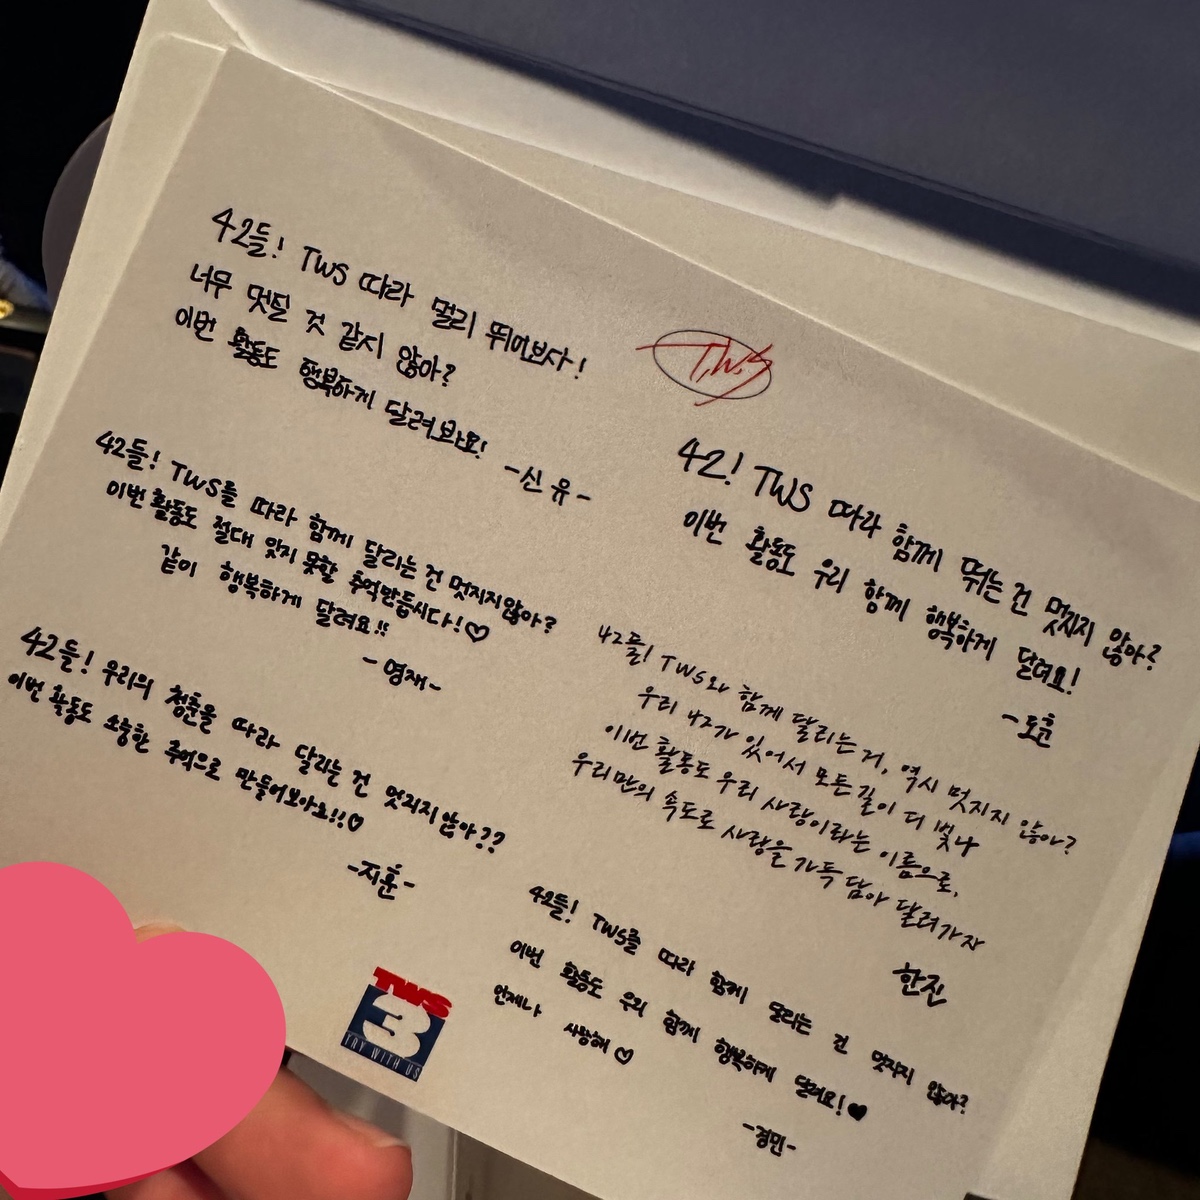 42들! TWS 따라 멀리 뛰어보자!
너무 멋질 것 같지 않아?
이번 활동도 행복하게 달려보요!
-신유-
42들! TWS를 따라 함께 달리는 건 멋지지않아?
이번 활동도 절대 잊지 못할 추억만듭시다!♡
같이 행복하게 달려요!!
-영재-
42들! 우리의 청춘을 따라 달리는 건 멋지지 않아??
이번 활동도 소중한 추억으로 만들어보아요!!♡
-지훈-
TWS
3
TRY WITH US
T.W.S
42! TWS 따라 함께 뛰는 건 멋지지 않아?
이번 활동도 우리 함께 행복하게 달려요!
-도훈
42들! TWS와 함께 달리는 거, 역시 멋지지 않아?
우리 42가 있어서 모든 길이 더 빛나
이번 활동도 우리 사랑이라는 이름으로,
우리만의 속도로 사랑을 가득 담아 달려가자
한진
42들! TWS를 따라 함께 달리는 건 멋지지 않아?
이번 활동도 우리 함께 행복하게 달려요!♥
언제나 사랑해 ♡
-경민-